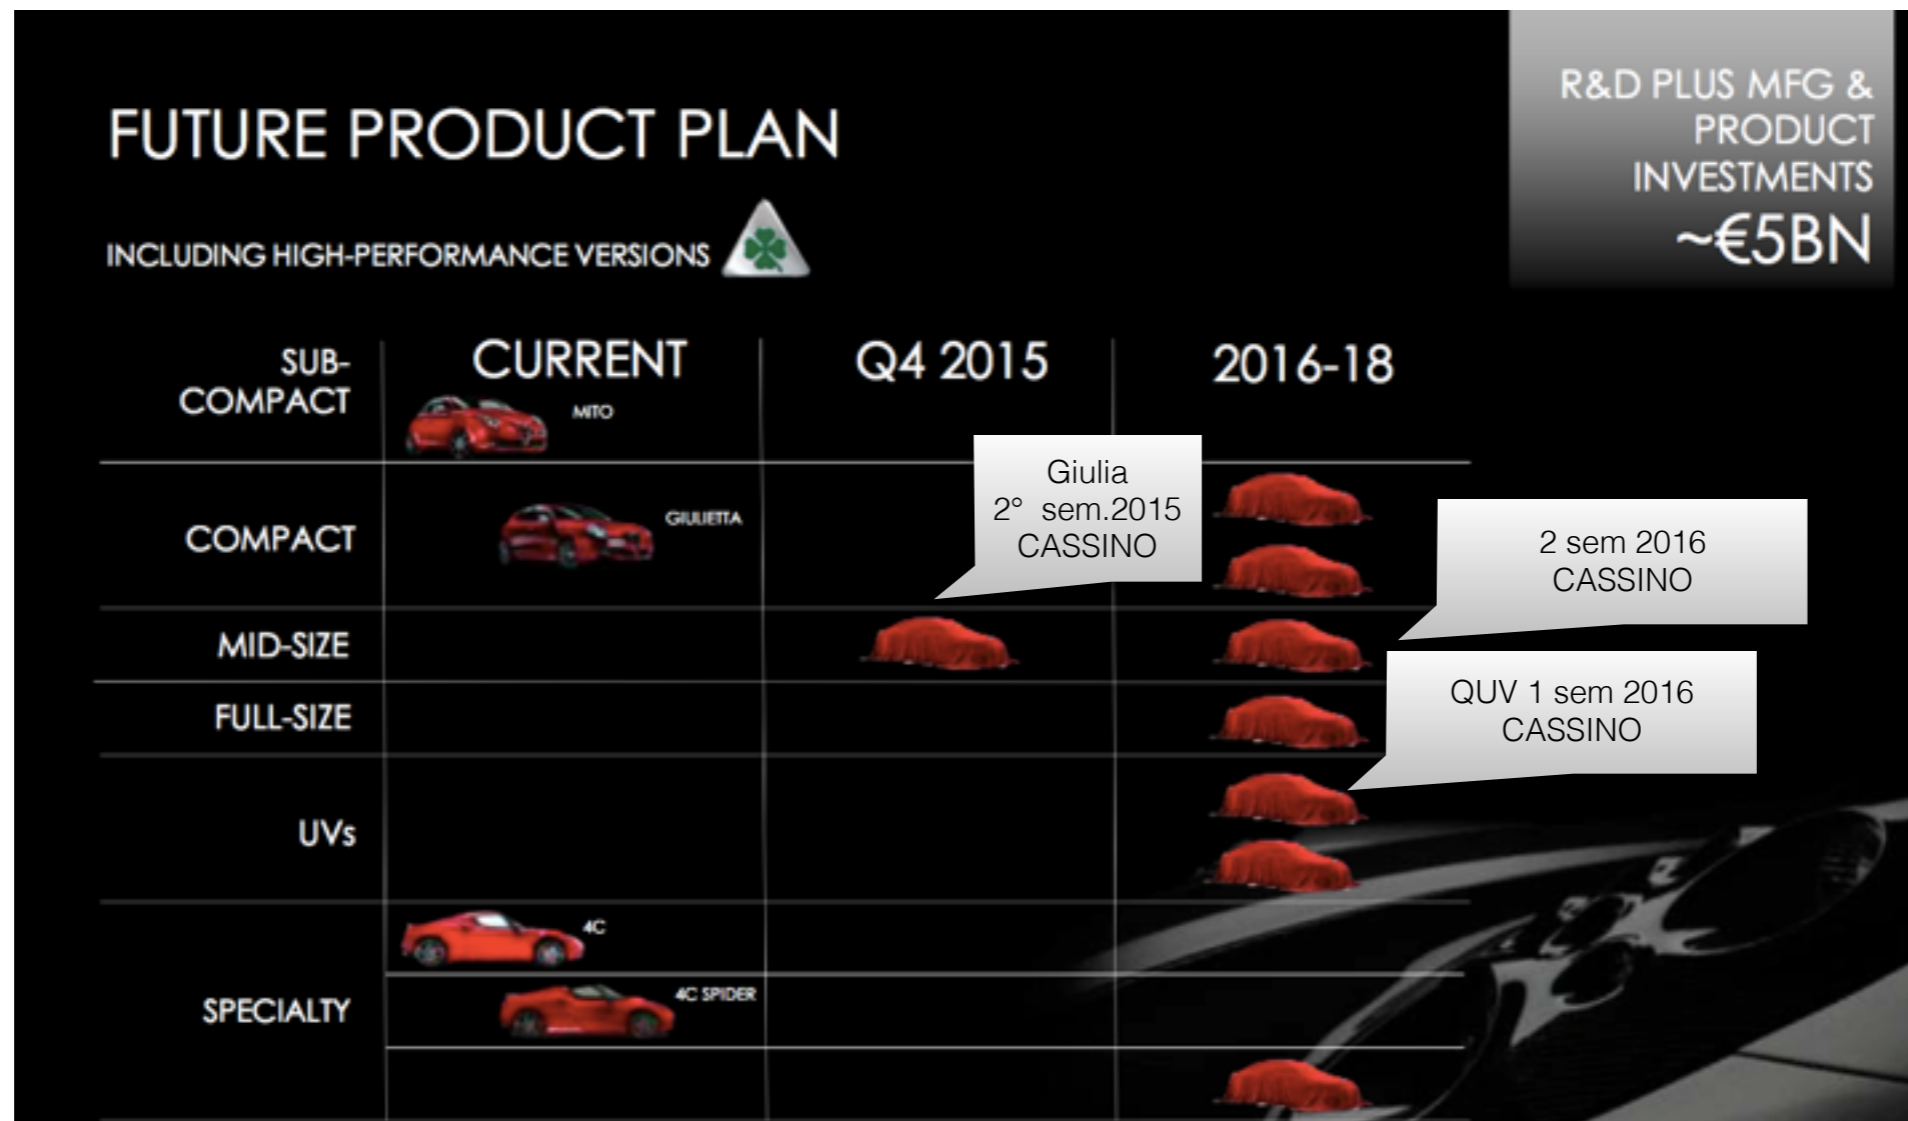 FUTURE PRODUCT PLAN
INCLUDING HIGH-PERFORMANCE VERSIONS
R&D PLUS MFG &
PRODUCT
INVESTMENTS
~€5BN
SUB-
COMPACT
CURRENT
Q4 2015
2016-18
MITO
COMPACT
GIULIETTA
Giulia
2° sem.2015
CASSINO
2 sem 2016
CASSINO
MID-SIZE
FULL-SIZE
QUV 1 sem 2016
CASSINO
UVs
4C
SPECIALTY
4C SPIDER